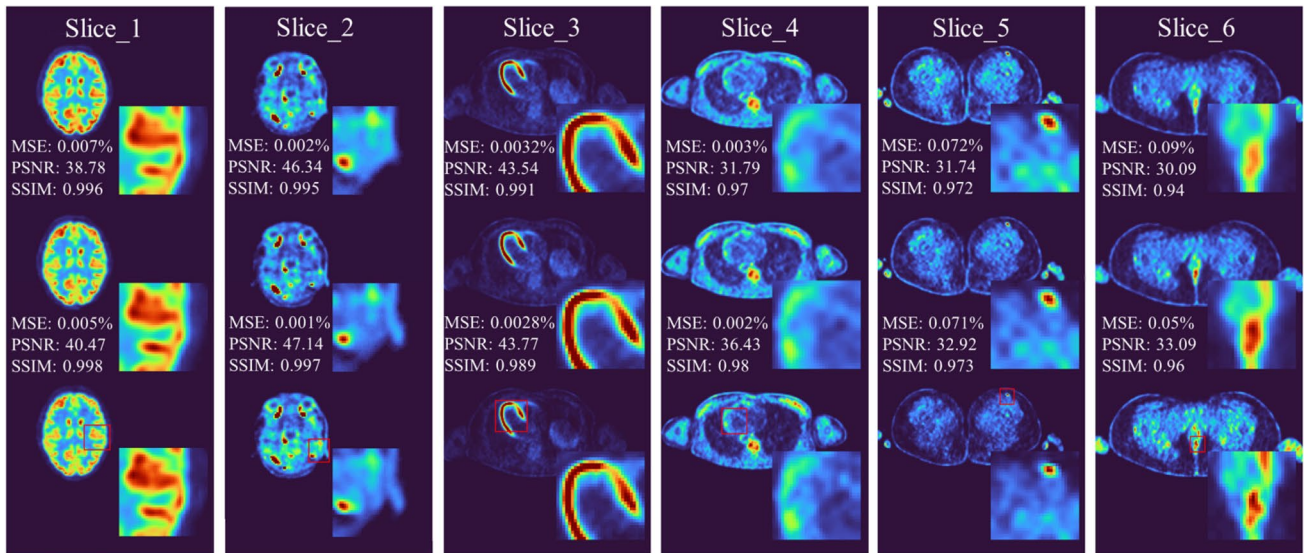 Slice_1
Slice_2
Slice_3
Slice_4
Slice_5
Slice_6
MSE: 0.007%
PSNR: 38.78
SSIM: 0.996
MSE: 0.002%
PSNR: 46.34
SSIM: 0.995
MSE: 0.0032%
PSNR: 43.54
SSIM: 0.991
MSE: 0.003%
PSNR: 31.79
SSIM: 0.97
MSE: 0.072%
PSNR: 31.74
SSIM: 0.972
MSE: 0.09%
PSNR: 30.09
SSIM: 0.94
MSE: 0.005%
PSNR: 40.47
SSIM: 0.998
MSE: 0.001%
PSNR: 47.14
SSIM: 0.997
MSE: 0.0028%
PSNR: 43.77
SSIM: 0.989
MSE: 0.002%
PSNR: 36.43
SSIM: 0.98
MSE: 0.071%
PSNR: 32.92
SSIM: 0.973
MSE: 0.05%
PSNR: 33.09
SSIM: 0.96